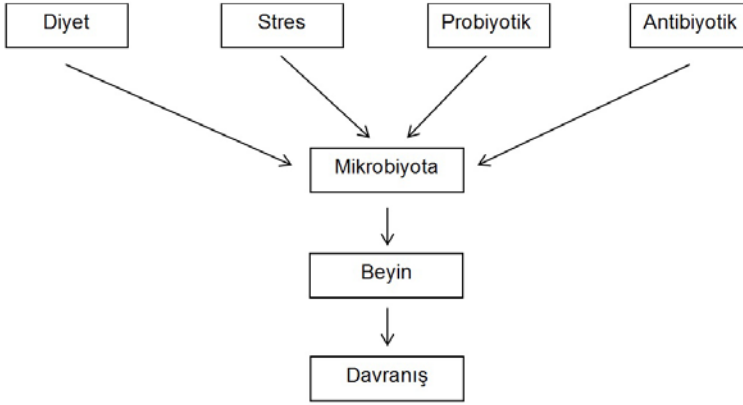 Diyet
Stres
Probiyotik
Antibiyotik
Mikrobiyota
Beyin
Davranış